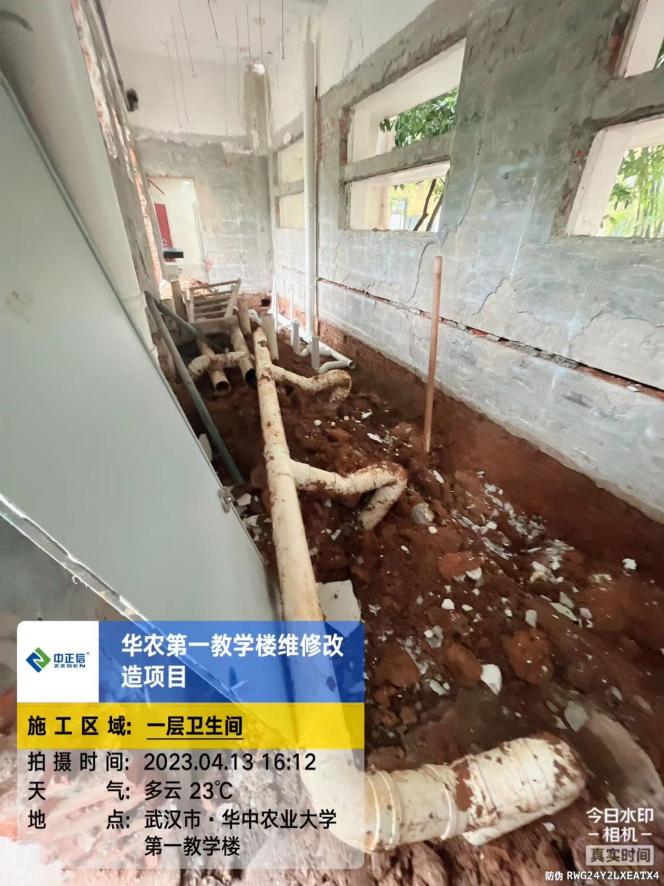 中正信®
ZZGEN
华农第一教学楼维修改
造项目
施工区域: 一层卫生间
拍摄时间: 2023.04.13 16:12
天气: 多云 23℃
地点: 武汉市·华中农业大学
第一教学楼
今日水印
-相机-
真实时间
防伪 RWG24Y2LXEATX4